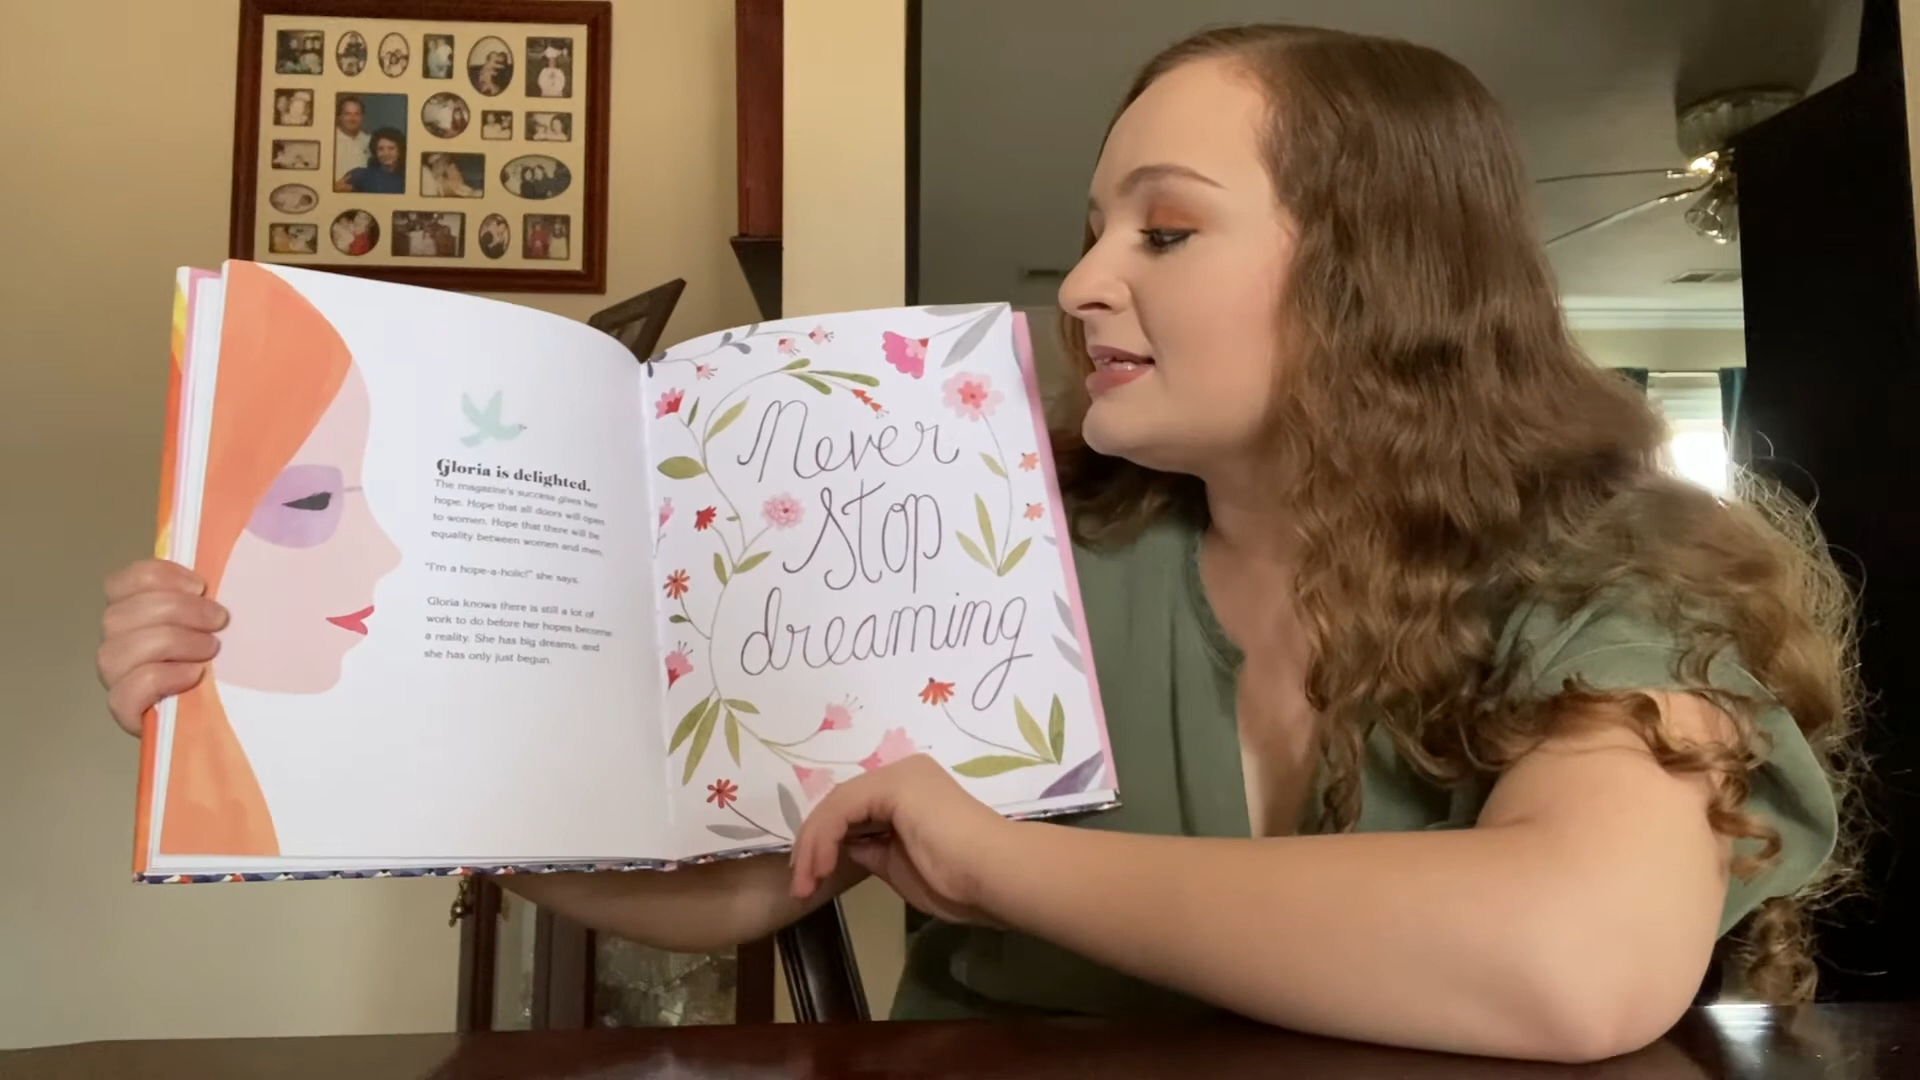 Gloria is delighted.
The magazine's success gives her
hope. Hope that all doors will open
to women. Hope that there will be
equality between women and men.
"I'm a hope-a-holic!" she says.
Gloria knows there is still a lot of
work to do before her hopes become
a reality. She has big dreams, and
she has only just begun.
Never
stop
dreaming